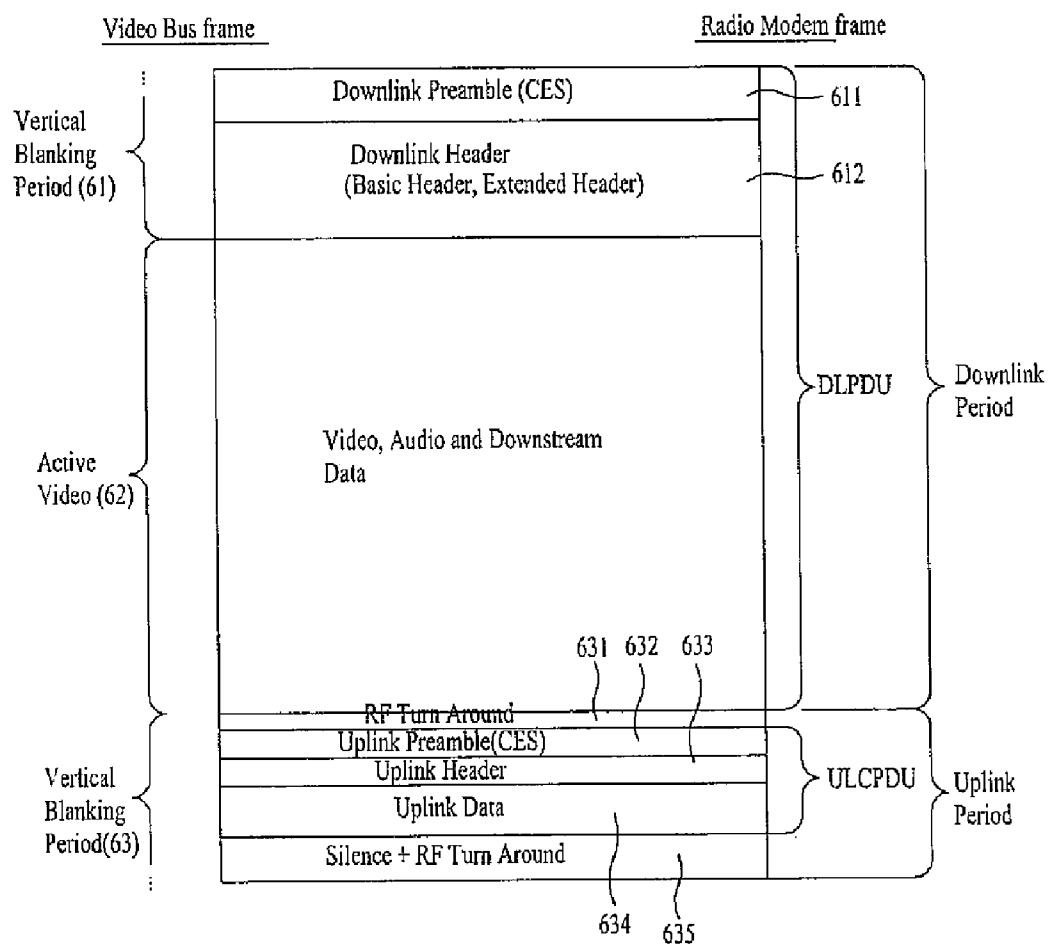 Video Bus frame
Radio Modem frame
Downlink Preamble (CES)
611
Vertical
Blanking
Period (61)
Downlink Header
(Basic Header, Extended Header)
612
DLPDU
Downlink
Period
Video, Audio and Downstream
Data
Active
Video (62)
631
632
633
RF Turn Around
Uplink Preamble(CES)
Uplink Header
Uplink Data
Silence + RF Turn Around
Vertical
Blanking
Period(63)
ULCPDU
Uplink
Period
634
635